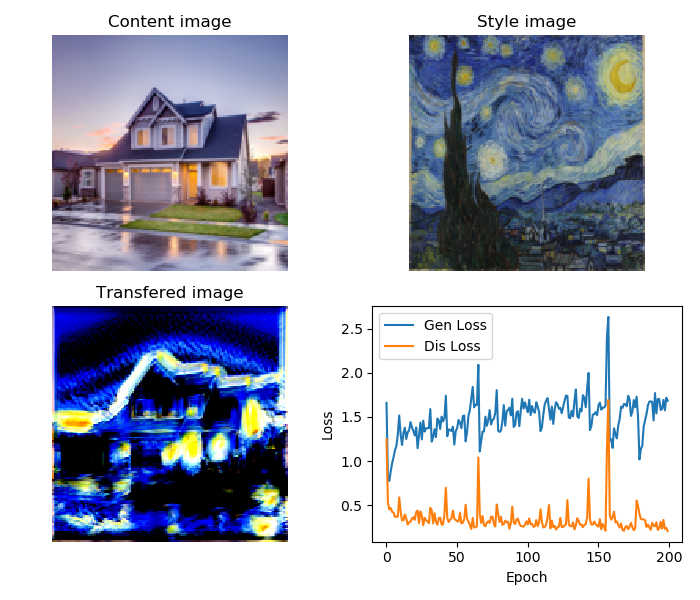 Content image
Style image
Transfered image
Gen Loss
Dis Loss
Loss
2.5
2.0
1.5
1.0
0.5
0
50
100
150
200
Epoch